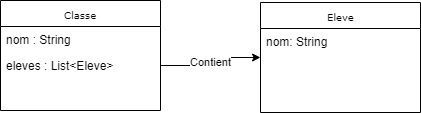 Classe
nom : String
eleves : List<Eleve>
Contient
Eleve
nom: String